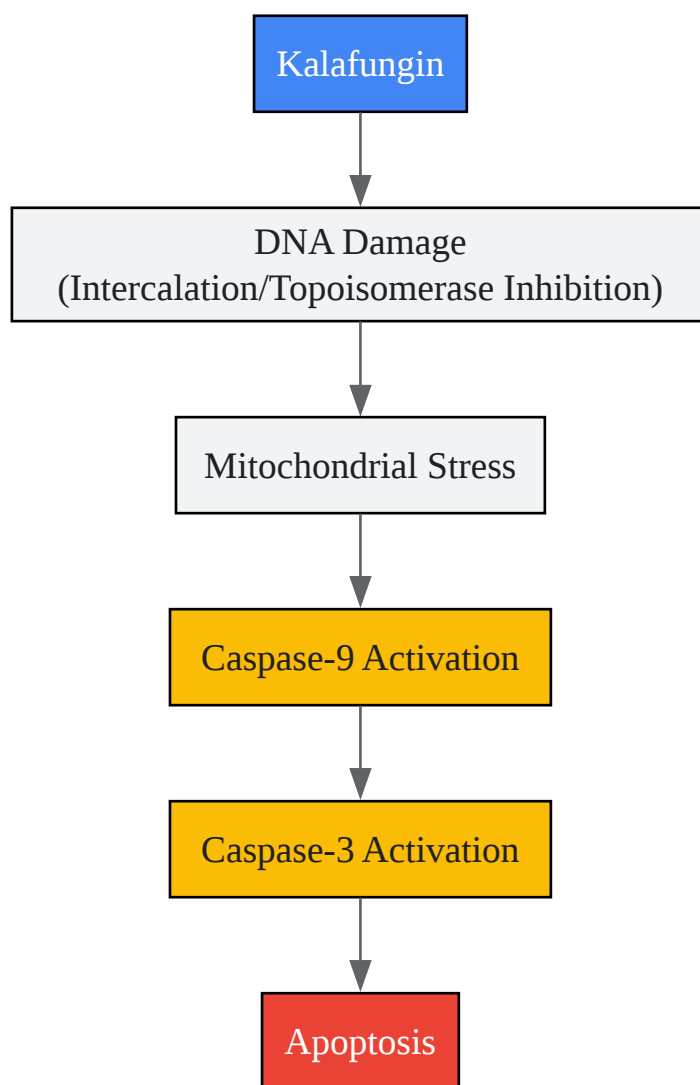 Kalafungin
DNA Damage
(Intercalation/Topoisomerase Inhibition)
Mitochondrial Stress
Caspase-9 Activation
Caspase-3 Activation
Apoptosis